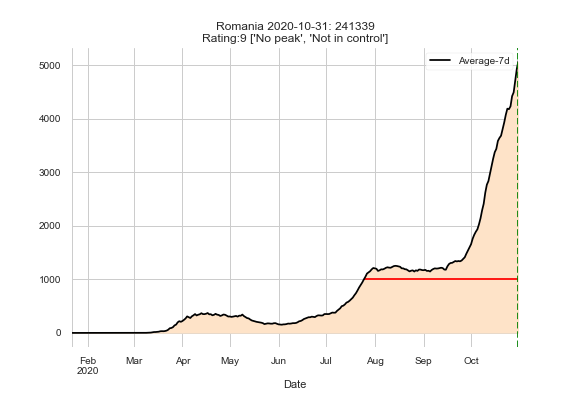 Romania 2020-10-31: 241339
Rating:9 ['No peak', 'Not in control']
Average-7d
5000
4000
3000
2000
1000
0
Feb Mar Apr May Jun Jul Aug Sep Oct
2020
Date